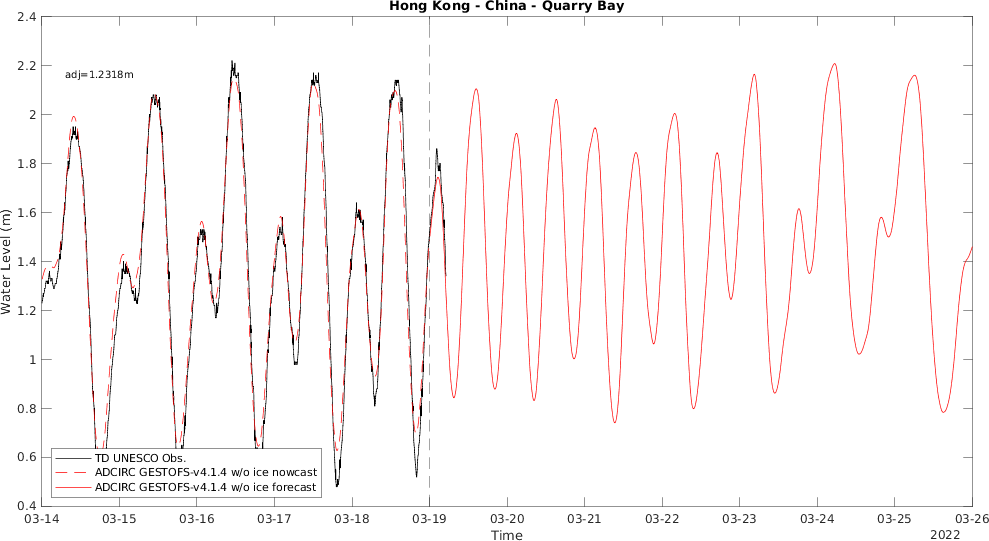 Hong Kong - China - Quarry Bay
2.4
2.2
2
1.8
1.6
1.4
1.2
1
0.8
0.6
0.4
Water Level (m)
adj=1.2318m
TD UNESCO Obs.
ADCIRC GESTOFS-v4.1.4 w/o ice nowcast
ADCIRC GESTOFS-v4.1.4 w/o ice forecast
03-14 03-15 03-16 03-17 03-18 03-19 03-20 03-21 03-22 03-23 03-24 03-25 03-26
Time
2022